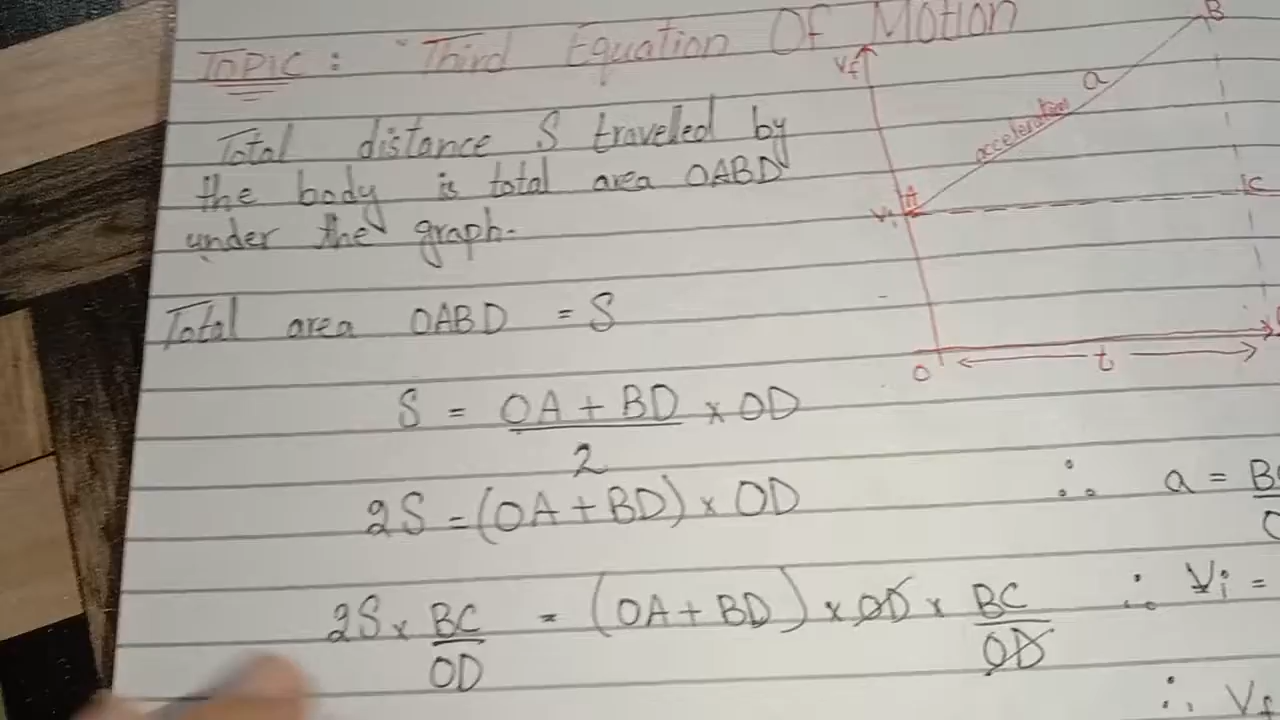 TOPIC : "Third Equation Of Motion
Total distance S traveled by
the body is total area OABD
under the graph.
Total area OABD = S
S = OA + BD / 2 × OD
2S = (OA + BD) × OD
∴ a =
2S × BC / OD = (OA + BD) × OD × BC / OD
∴ Vi =
∴ Vf
Vf
B
a
acceleration
Vi A
C
O
t